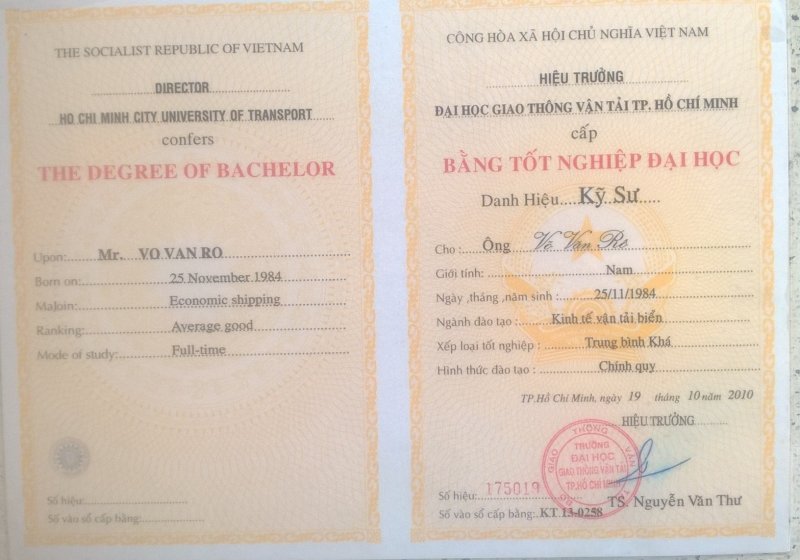 THE SOCIALIST REPUBLIC OF VIETNAM
DIRECTOR
HO CHI MINH CITY UNIVERSITY OF TRANSPORT
confers
THE DEGREE OF BACHELOR
Upon: Mr. VO VAN RO
Born on: 25 November 1984
MaJoin: Economic shipping
Ranking: Average good
Mode of study: Full-time
Số hiệu:
Số vào sổ cấp bằng:
CÔNG HÒA XÃ HỘI CHỦ NGHĨA VIỆT NAM
HIỆU TRƯỞNG
ĐẠI HỌC GIAO THÔNG VẬN TẢI TP. HỒ CHÍ MINH
cấp
BẰNG TỐT NGHIỆP ĐẠI HỌC
Danh Hiệu Kỹ Sư
Cho: Ông Võ Văn Rô
Giới tính: Nam
Ngày ,tháng ,năm sinh : 25/11/1984
Ngành đào tạo : Kinh tế vận tải biển
Xếp loại tốt nghiệp : Trung bình Khá
Hình thức đào tạo : Chính quy
TP.Hồ Chí Minh, ngày 19 tháng 10 năm 2010
HIỆU TRƯỞNG
TRƯỜNG
ĐẠI HỌC
GIAO THÔNG VẬN TẢI
TP.HỒ CHÍ MINH
Số hiệu: 175019
TS. Nguyễn Văn Thư
Số vào sổ cấp bằng: KT 13-0258